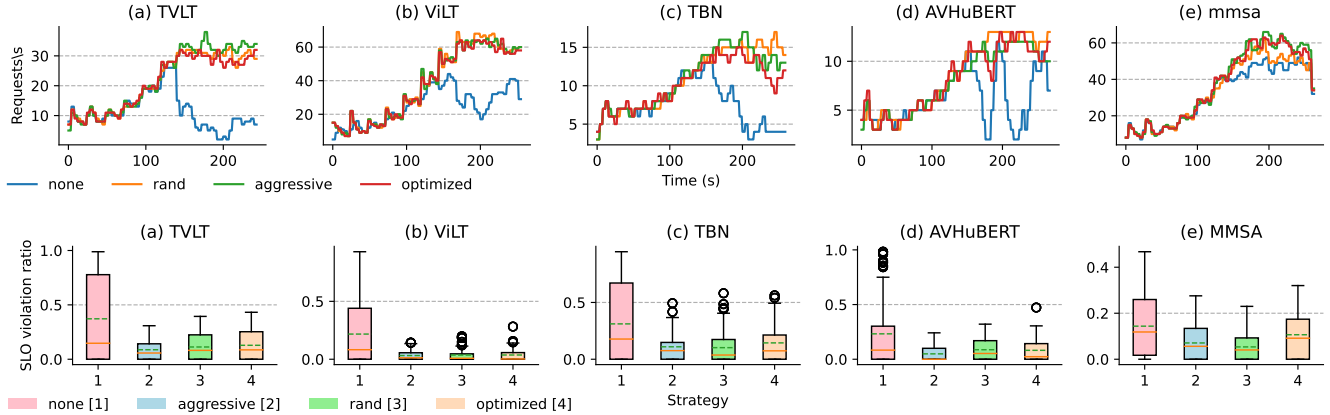 (a) TVLT (b) ViLT (c) TBN (d) AVHuBERT (e) mmsa
Requests\s
30
20
10
0 100 200
60
40
20
0 100 200
15
10
5
0 100 200
10
5
0 100 200
60
40
20
0 100 200
Time (s)
none rand aggressive optimized
(a) TVLT (b) ViLT (c) TBN (d) AVHuBERT (e) MMSA
SLO violation ratio
1.0
0.5
0.0
1 2 3 4
0.5
0.0
1 2 3 4
0.5
0.0
1 2 3 4
1.0
0.5
0.0
1 2 3 4
0.4
0.2
0.0
1 2 3 4
Strategy
none [1] aggressive [2] rand [3] optimized [4]